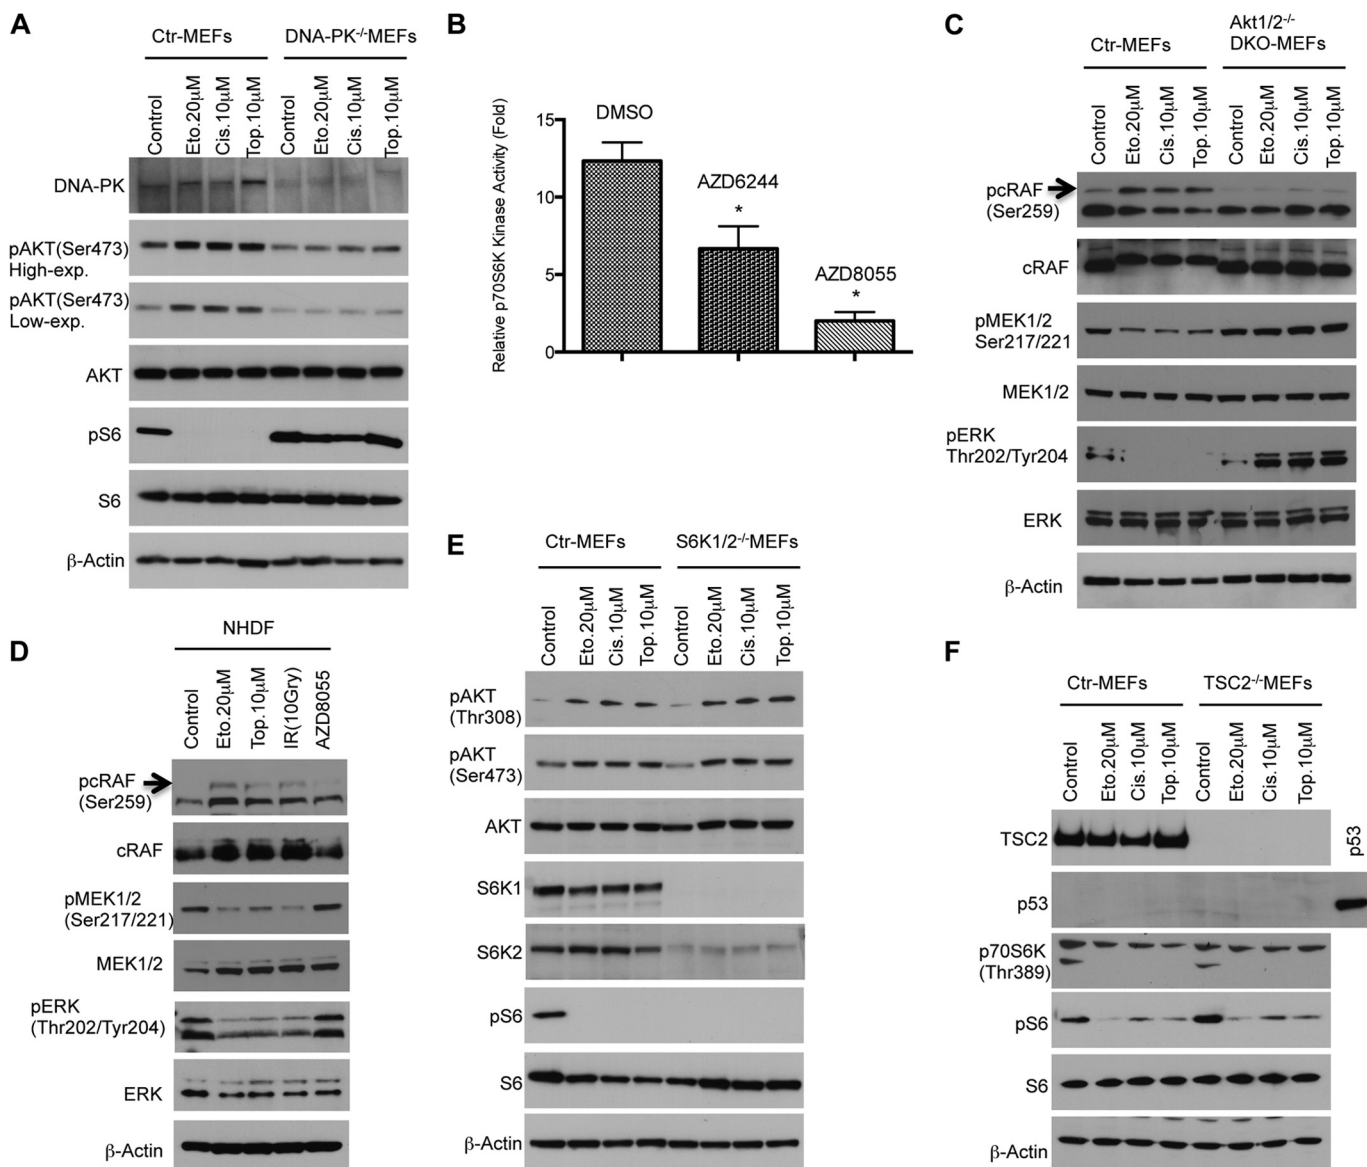 A
Ctr-MEFs
DNA-PK-/-MEFs
Control
Eto.20µM
Cis.10µM
Top.10µM
Control
Eto.20µM
Cis.10µM
Top.10µM
DNA-PK
pAKT(Ser473)
High-exp.
pAKT(Ser473)
Low-exp.
AKT
pS6
S6
β-Actin
B
Relative p70S6K Kinase Activity (Fold)
15
10
5
0
DMSO
AZD6244
*
AZD8055
*
C
Ctr-MEFs
Akt1/2-/-
DKO-MEFs
Control
Eto.20µM
Cis.10µM
Top.10µM
Control
Eto.20µM
Cis.10µM
Top.10µM
pcRAF
(Ser259)
cRAF
pMEK1/2
Ser217/221
MEK1/2
pERK
Thr202/Tyr204
ERK
β-Actin
D
NHDF
Control
Eto.20µM
Top.10µM
IR(10Gry)
AZD8055
pcRAF
(Ser259)
cRAF
pMEK1/2
(Ser217/221)
MEK1/2
pERK
(Thr202/Tyr204)
ERK
β-Actin
E
Ctr-MEFs
S6K1/2-/-MEFs
Control
Eto.20µM
Cis.10µM
Top.10µM
Control
Eto.20µM
Cis.10µM
Top.10µM
pAKT
(Thr308)
pAKT
(Ser473)
AKT
S6K1
S6K2
pS6
S6
β-Actin
F
Ctr-MEFs
TSC2-/-MEFs
Control
Eto.20µM
Cis.10µM
Top.10µM
Control
Eto.20µM
Cis.10µM
Top.10µM
p53
TSC2
p53
p70S6K
(Thr389)
pS6
S6
β-Actin